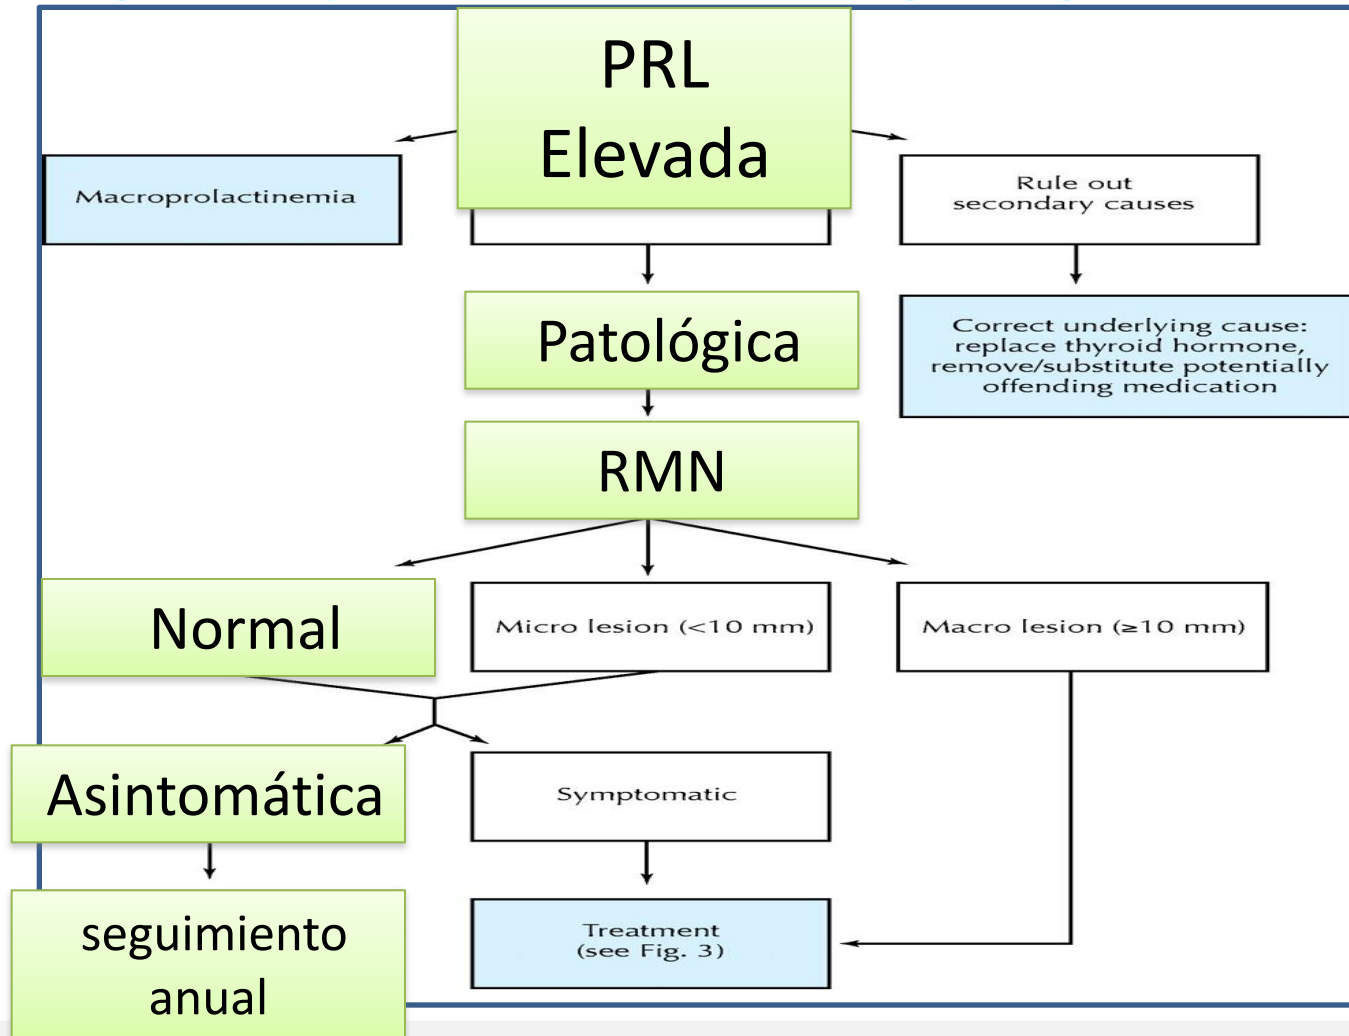 PRL
Elevada
Macroprolactinemia
Rule out
secondary causes
Patológica
Correct underlying cause:
replace thyroid hormone,
remove/substitute potentially
offending medication
RMN
Normal
Micro lesion (<10 mm)
Macro lesion (≥10 mm)
Asintomática
Symptomatic
seguimiento
anual
Treatment
(see Fig. 3)